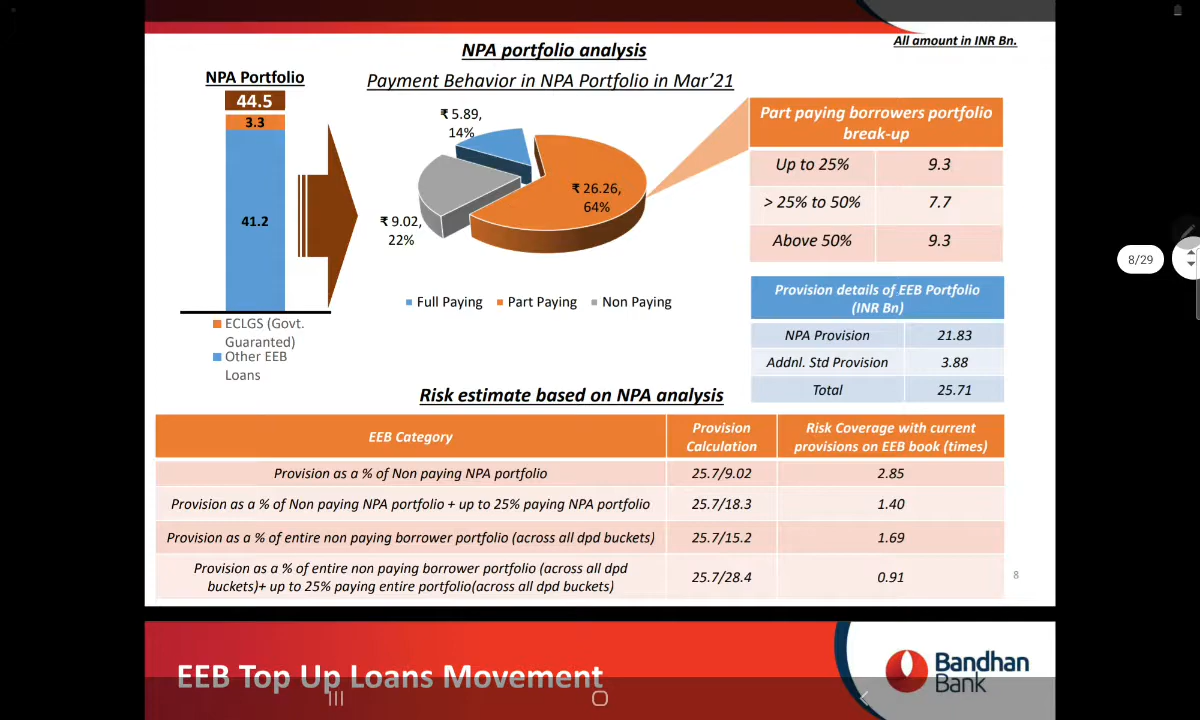 All amount in INR Bn.
NPA portfolio analysis
NPA Portfolio
Payment Behavior in NPA Portfolio in Mar'21
44.5
3.3
41.2
ECLGS (Govt.
Guaranted)
Other EEB
Loans
₹ 5.89,
14%
₹ 26.26,
64%
₹ 9.02,
22%
Full Paying Part Paying Non Paying
Part paying borrowers portfolio
break-up
Up to 25% 9.3
> 25% to 50% 7.7
Above 50% 9.3
Provision details of EEB Portfolio
(INR Bn)
NPA Provision 21.83
Addnl. Std Provision 3.88
Total 25.71
8/29
Risk estimate based on NPA analysis
EEB Category
Provision
Calculation
Risk Coverage with current
provisions on EEB book (times)
Provision as a % of Non paying NPA portfolio 25.7/9.02 2.85
Provision as a % of Non paying NPA portfolio + up to 25% paying NPA portfolio 25.7/18.3 1.40
Provision as a % of entire non paying borrower portfolio (across all dpd buckets) 25.7/15.2 1.69
Provision as a % of entire non paying borrower portfolio (across all dpd
buckets)+ up to 25% paying entire portfolio(across all dpd buckets) 25.7/28.4 0.91
8
EEB Top Up Loans Movement
Bandhan
Bank